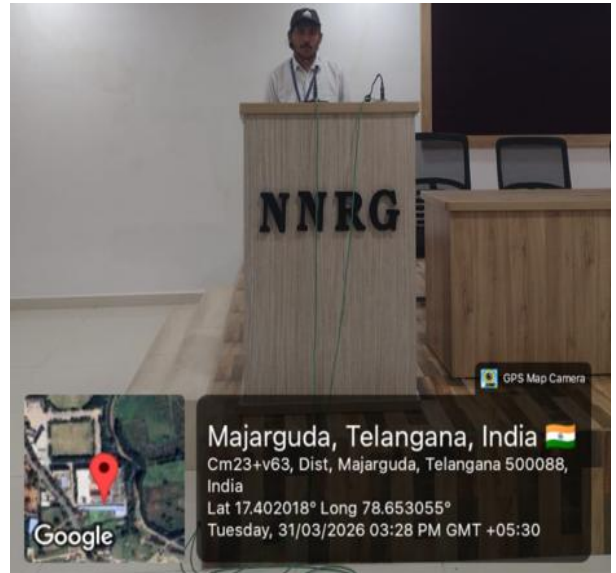 NNRG
GPS Map Camera
Majarguda, Telangana, India
Cm23+v63, Dist, Majarguda, Telangana 500088,
India
Lat 17.402018° Long 78.653055°
Tuesday, 31/03/2026 03:28 PM GMT +05:30
Google